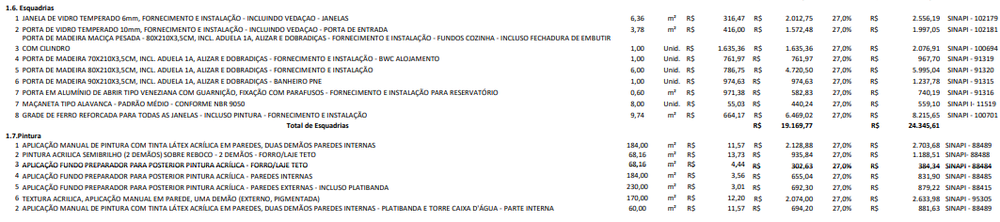 1.6. Esquadrias
1 JANELA DE VIDRO TEMPERADO 6mm, FORNECIMENTO E INSTALAÇÃO - INCLUINDO VEDAÇAO - JANELAS 6,36 m² R$ 316,47 R$ 2.012,75 27,0% R$ 2.556,19 SINAPI - 102179
2 PORTA DE VIDRO TEMPERADO 10mm, FORNECIMENTO E INSTALAÇAO - INCLUINDO VEDAÇAO - PORTA DE ENTRADA 3,78 m² R$ 416,00 R$ 1.572,48 27,0% R$ 1.997,05 SINAPI - 102181
PORTA DE MADEIRA MACIÇA PESADA - 80X210X3,5CM, INCL. ADUELA 1A, ALIZAR E DOBRADIÇAS - FORNECIMENTO E INSTALAÇÃO - FUNDOS COZINHA - INCLUSO FECHADURA DE EMBUTIR
3 COM CILINDRO 1,00 Unid. R$ 1.635,36 R$ 1.635,36 27,0% R$ 2.076,91 SINAPI - 100694
4 PORTA DE MADEIRA 70X210X3,5CM, INCL. ADUELA 1A, ALIZAR E DOBRADIÇAS - FORNECIMENTO E INSTALAÇÃO - BWC ALOJAMENTO 1,00 Unid. R$ 761,97 R$ 761,97 27,0% R$ 967,70 SINAPI - 91319
5 PORTA DE MADEIRA 80X210X3,5CM, INCL. ADUELA 1A, ALIZAR E DOBRADIÇAS - FORNECIMENTO E INSTALAÇÃO 6,00 Unid. R$ 786,75 R$ 4.720,50 27,0% R$ 5.995,04 SINAPI - 91320
6 PORTA DE MADEIRA 90X210X3,5CM, INCL. ADUELA 1A, ALIZAR E DOBRADIÇAS - BANHEIRO PNE 1,00 Unid. R$ 974,63 R$ 974,63 27,0% R$ 1.237,78 SINAPI - 91315
7 PORTA EM ALUMÍNIO DE ABRIR TIPO VENEZIANA COM GUARNIÇÃO, FIXAÇÃO COM PARAFUSOS - FORNECIMENTO E INSTALAÇÃO PARA RESERVATÓRIO 0,60 m² R$ 971,38 R$ 582,83 27,0% R$ 740,19 SINAPI - 91316
7 MAÇANETA TIPO ALAVANCA - PADRÃO MÉDIO - CONFORME NBR 9050 8,00 Unid. R$ 55,03 R$ 440,24 27,0% R$ 559,10 SINAPI - 11519
8 GRADE DE FERRO REFORCADA PARA TODAS AS JANELAS - INCLUSO PINTURA - FORNECIMENTO E INSTALAÇÃO 9,74 m² R$ 664,17 R$ 6.469,02 27,0% R$ 8.215,65 SINAPI - 100701
Total de Esquadrias R$ 19.169,77 R$ 24.345,61
1.7.Pintura
1 APLICAÇÃO MANUAL DE PINTURA COM TINTA LÁTEX ACRÍLICA EM PAREDES, DUAS DEMÃOS PAREDES INTERNAS 184,00 m² R$ 11,57 R$ 2.128,88 27,0% R$ 2.703,68 SINAPI - 88489
2 PINTURA ACRILICA SEMIBRILHO (2 DEMÃOS) SOBRE REBOCO - 2 DEMÃOS - FORRO/LAJE TETO 68,16 m² R$ 13,73 R$ 935,84 27,0% R$ 1.188,51 SINAPI- 88488
3 APLICAÇÃO FUNDO PREPARADOR PARA POSTERIOR PINTURA ACRÍLICA - FORRO/LAJE TETO 68,16 m² R$ 4,44 R$ 302,63 27,0% R$ 384,34 SINAPI - 88484
4 APLICAÇÃO FUNDO PREPARADOR PARA POSTERIOR PINTURA ACRÍLICA - PAREDES INTERNAS 184,00 m² R$ 3,56 R$ 655,04 27,0% R$ 831,90 SINAPI - 88485
5 APLICAÇÃO FUNDO PREPARADOR PARA POSTERIOR PINTURA ACRÍLICA - PAREDES EXTERNAS - INCLUSO PLATIBANDA 230,00 m² R$ 3,01 R$ 692,30 27,0% R$ 879,22 SINAPI - 88415
6 TEXTURA ACRILICA, APLICAÇÃO MANUAL EM PAREDE, UMA DEMÃO (EXTERNO, PIGMENTADA) 170,00 m² R$ 12,20 R$ 2.074,00 27,0% R$ 2.633,98 SINAPI - 95305
2 APLICAÇÃO MANUAL DE PINTURA COM TINTA LÁTEX ACRÍLICA EM PAREDES, DUAS DEMÃOS PAREDES INTERNAS - PLATIBANDA E TORRE CAIXA D'ÁGUA - PARTE INTERNA 60,00 m² R$ 11,57 R$ 694,20 27,0% R$ 881,63 SINAPI - 88489